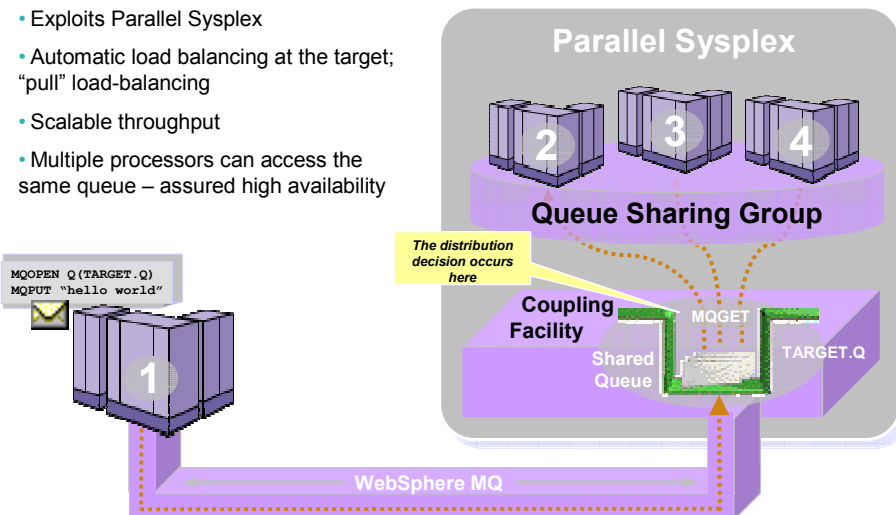 • Exploits Parallel Sysplex
• Automatic load balancing at the target;
“pull” load-balancing
• Scalable throughput
• Multiple processors can access the
same queue – assured high availability
Parallel Sysplex
2
3
4
Queue Sharing Group
The distribution
decision occurs
here
MQOPEN Q(TARGET.Q)
MQPUT “hello world”
1
Coupling
Facility
MQGET
Shared
Queue
TARGET.Q
WebSphere MQ